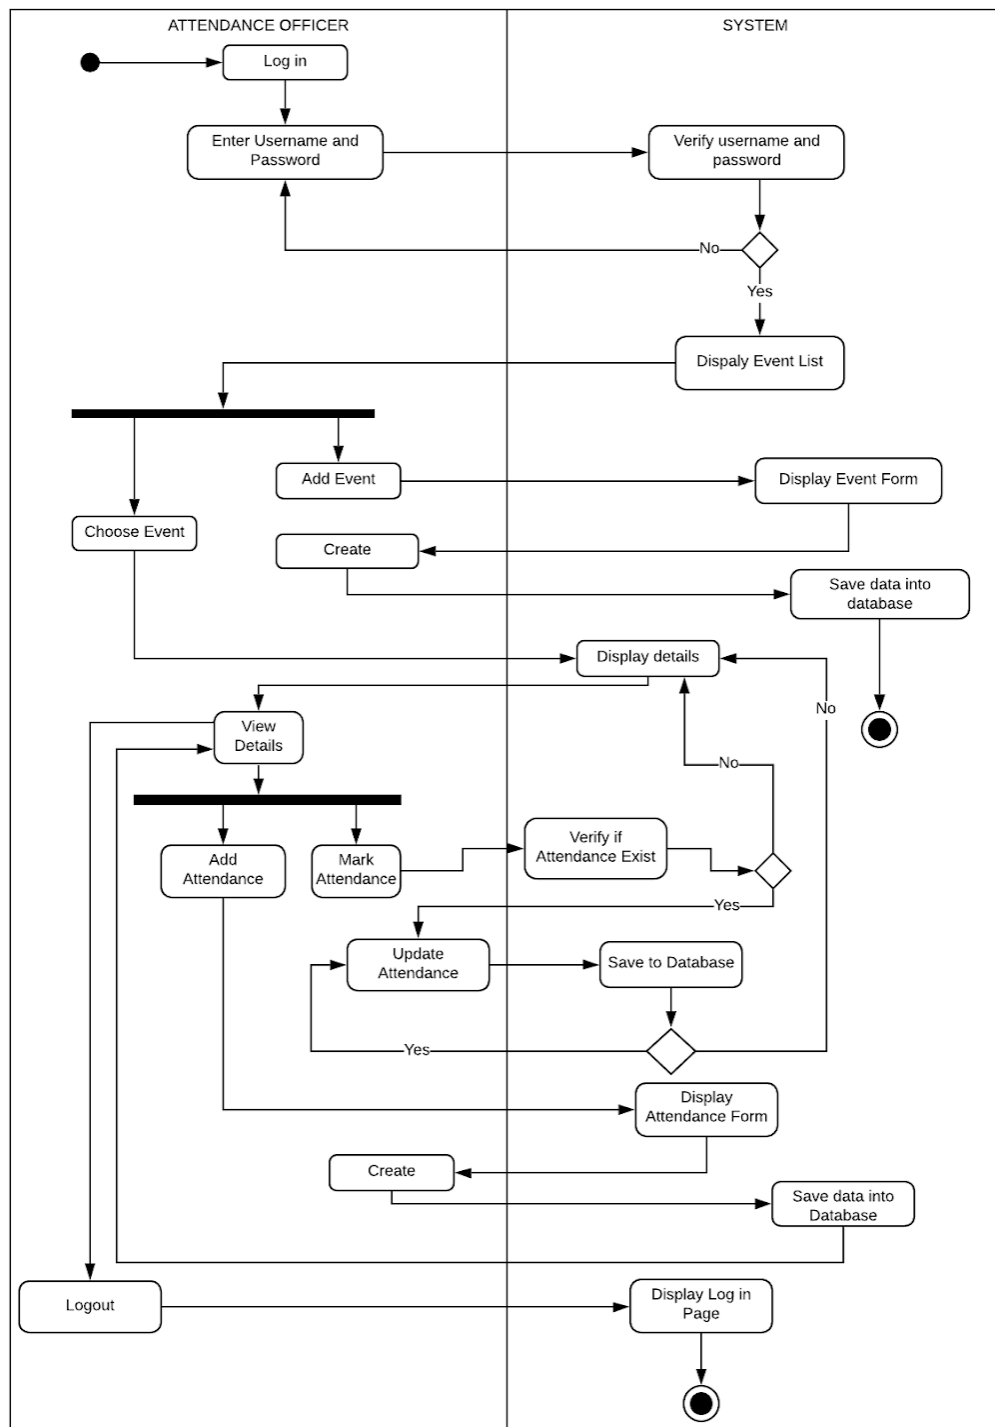 ATTENDANCE OFFICER
SYSTEM
Log in
Enter Username and
Password
Verify username and
password
No
Yes
Dispaly Event List
Add Event
Display Event Form
Choose Event
Create
Save data into
database
Display details
No
View
Details
No
Add
Attendance
Mark
Attendance
Verify if
Attendance Exist
Yes
Update
Attendance
Save to Database
Yes
Display
Attendance Form
Create
Save data into
Database
Logout
Display Log in
Page